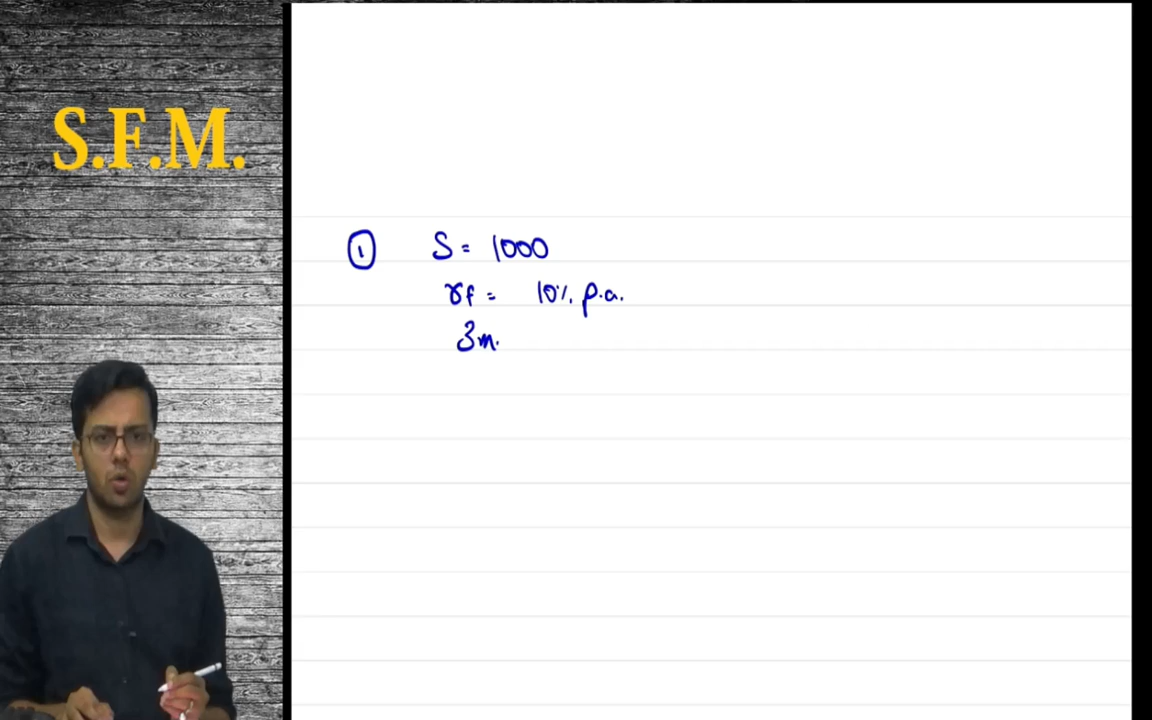 S.F.M.
① S = 1000
rf = 10% p.a.
3m.